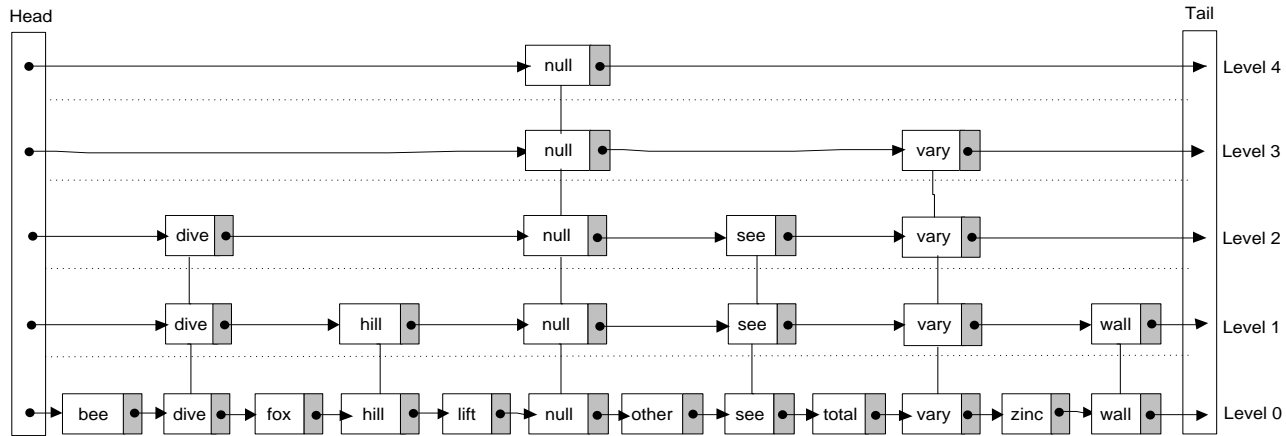 Head Tail
null Level 4
null vary Level 3
dive null see vary Level 2
dive hill null see vary wall Level 1
bee dive fox hill lift null other see total vary zinc wall Level 0